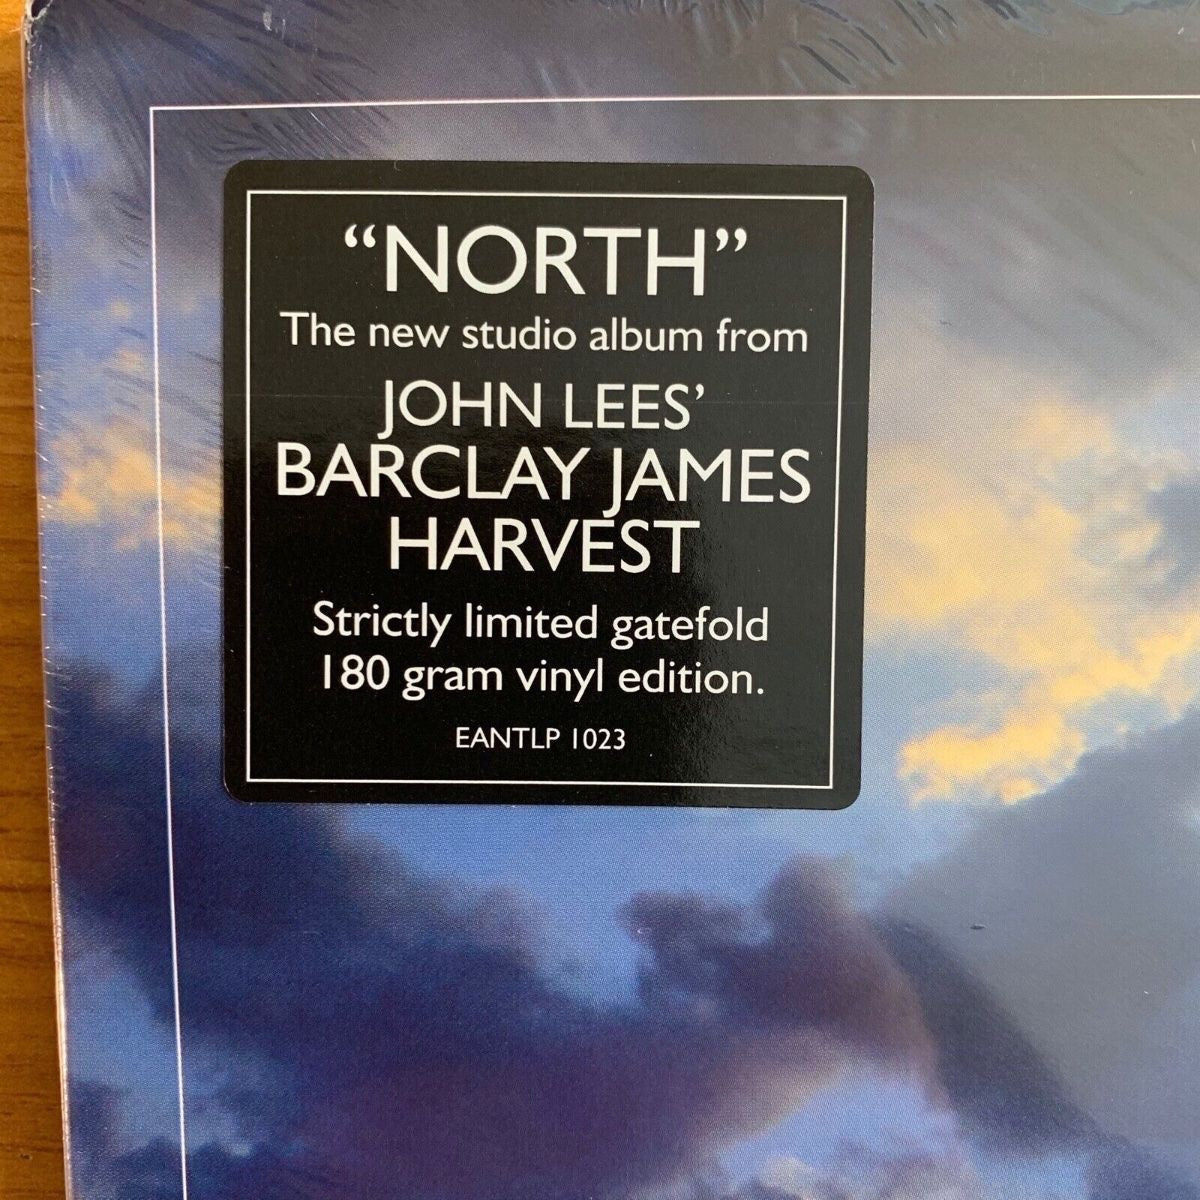 “NORTH”
The new studio album from
JOHN LEES’
BARCLAY JAMES
HARVEST
Strictly limited gatefold
180 gram vinyl edition.
EANTLP 1023